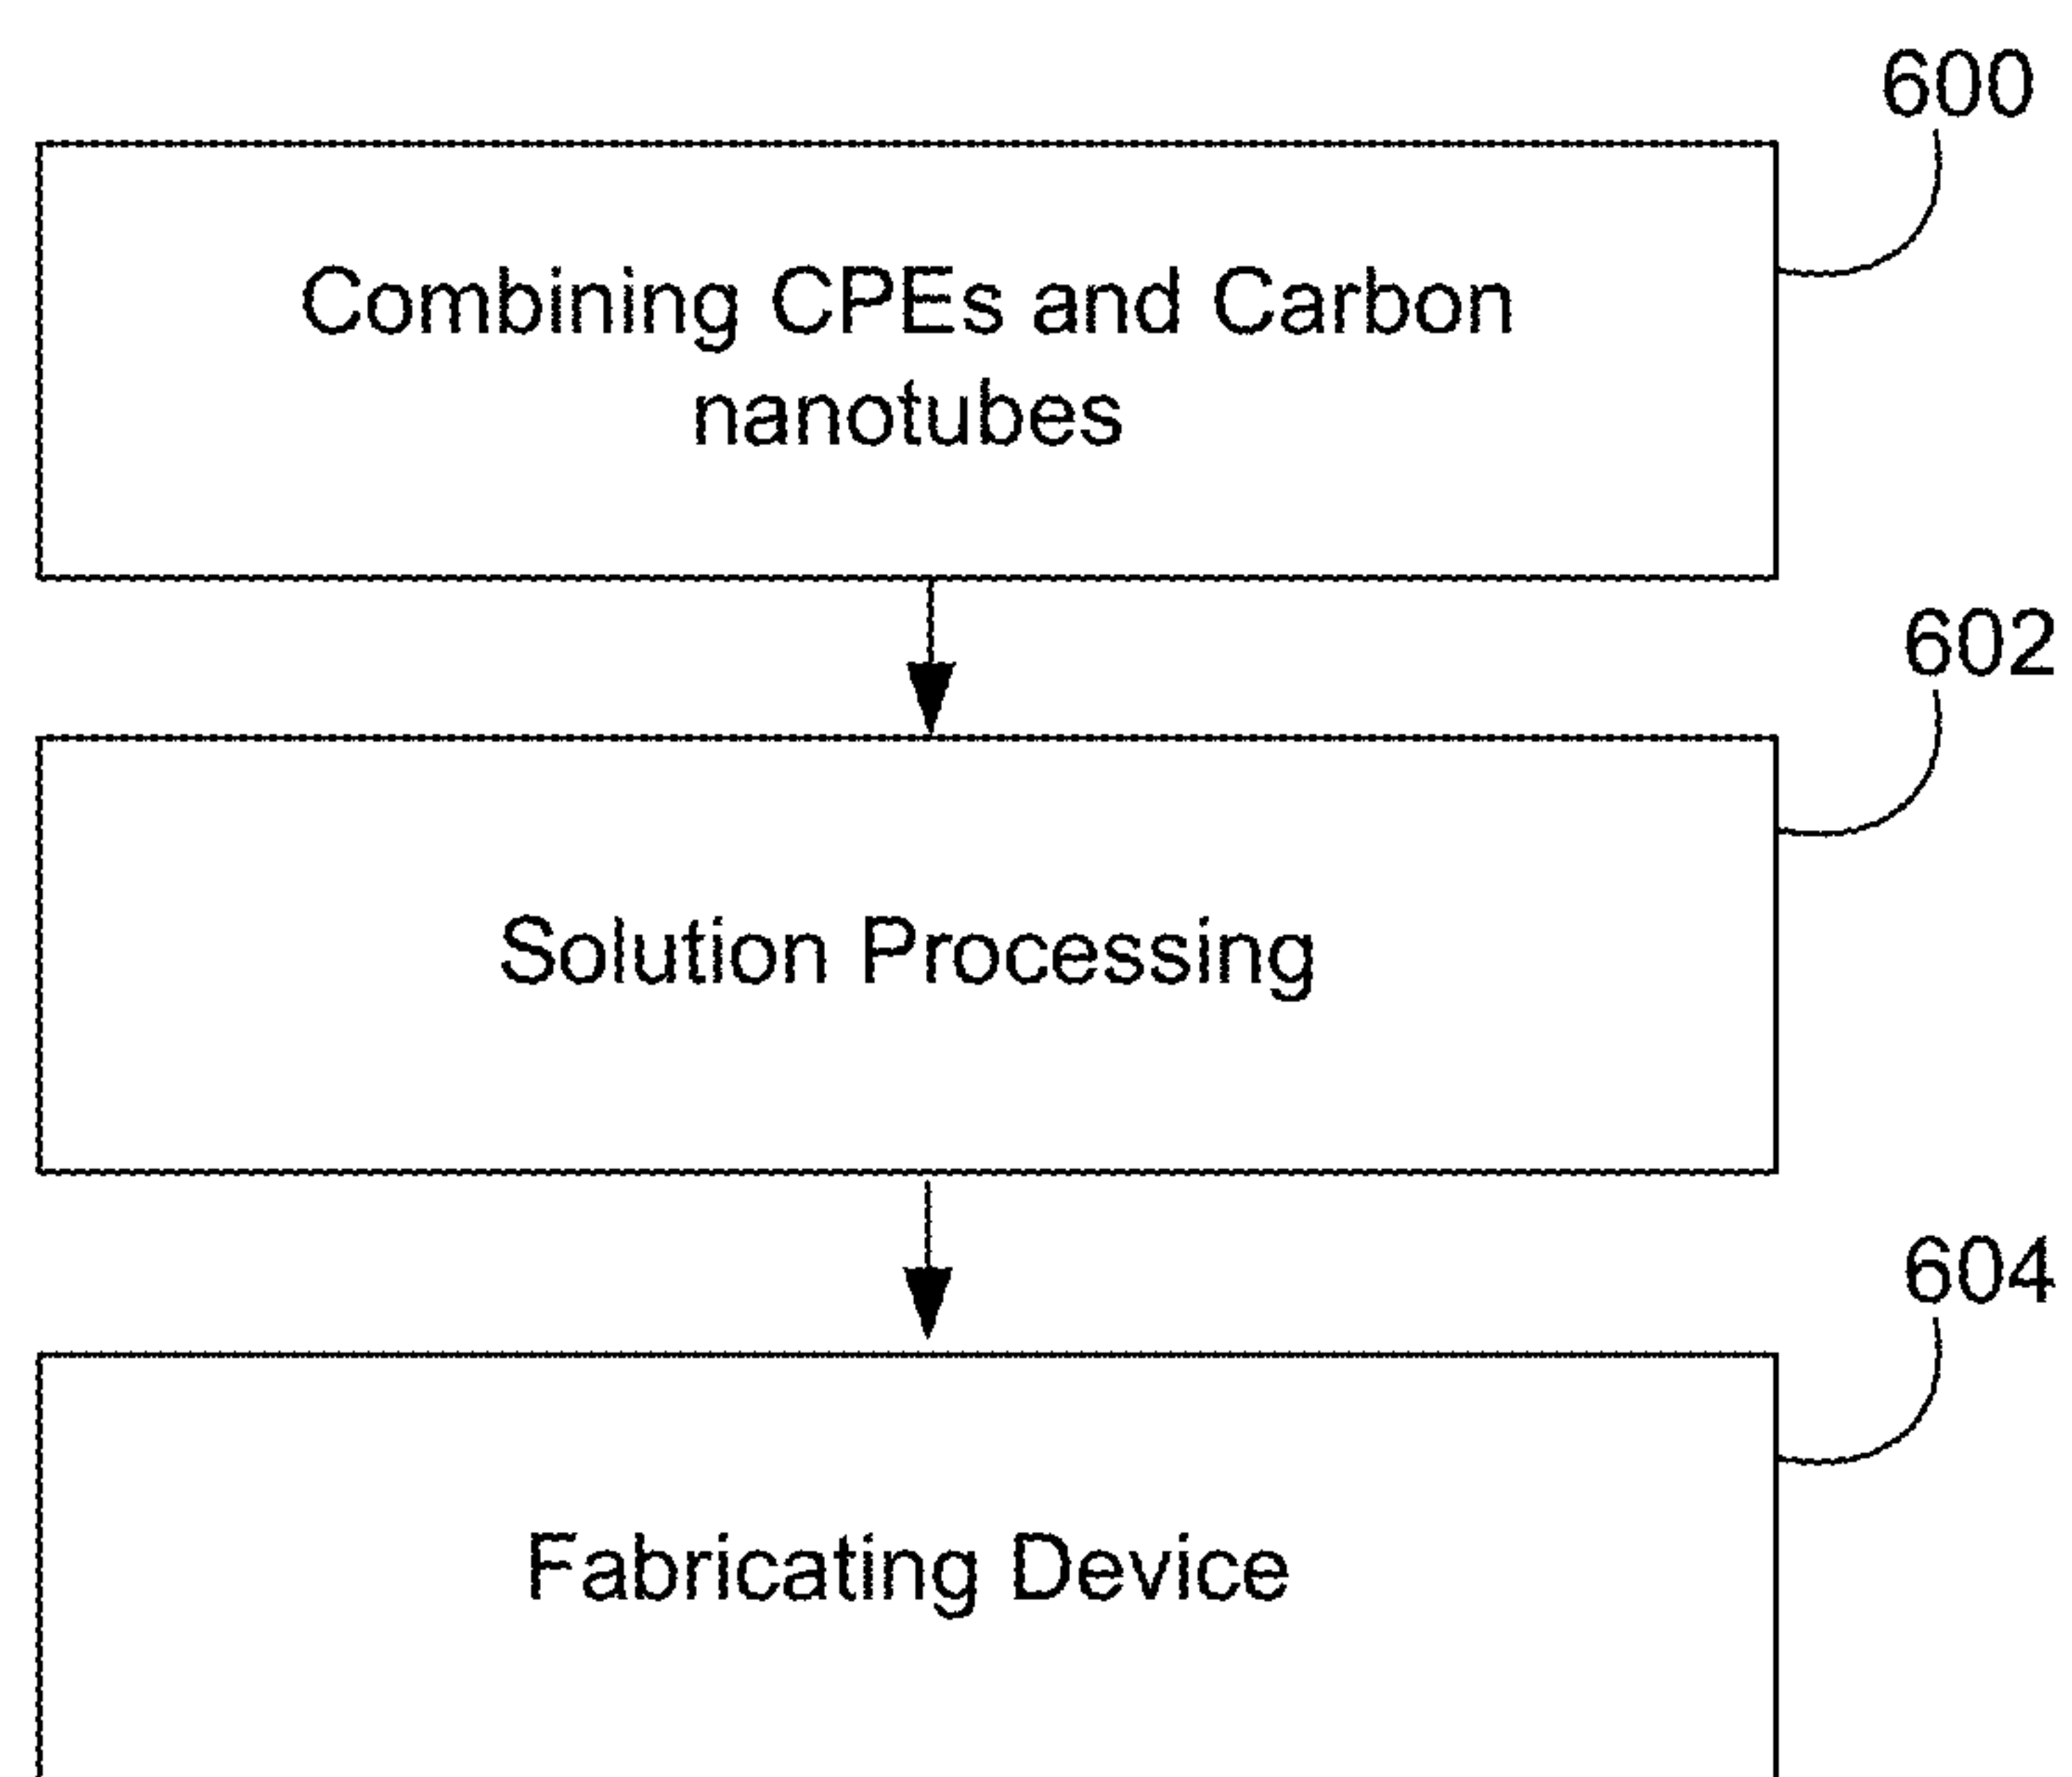 600
Combining CPEs and Carbon
nanotubes
602
Solution Processing
604
Fabricating Device